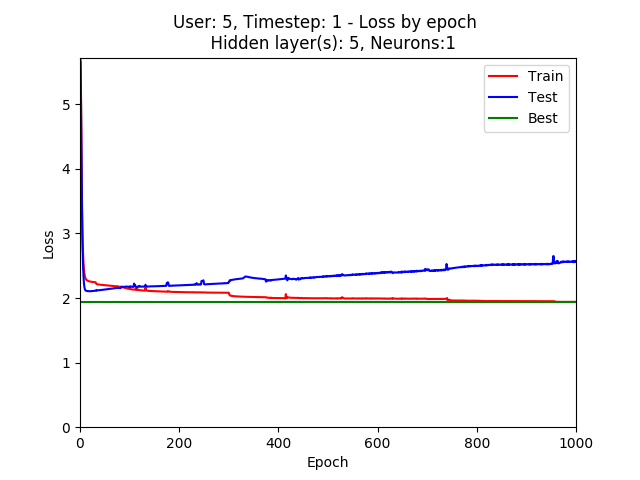 User: 5, Timestep: 1 - Loss by epoch
Hidden layer(s): 5, Neurons:1
Train
Test
Best
5
4
3
2
1
0
Loss
0 200 400 600 800 1000
Epoch